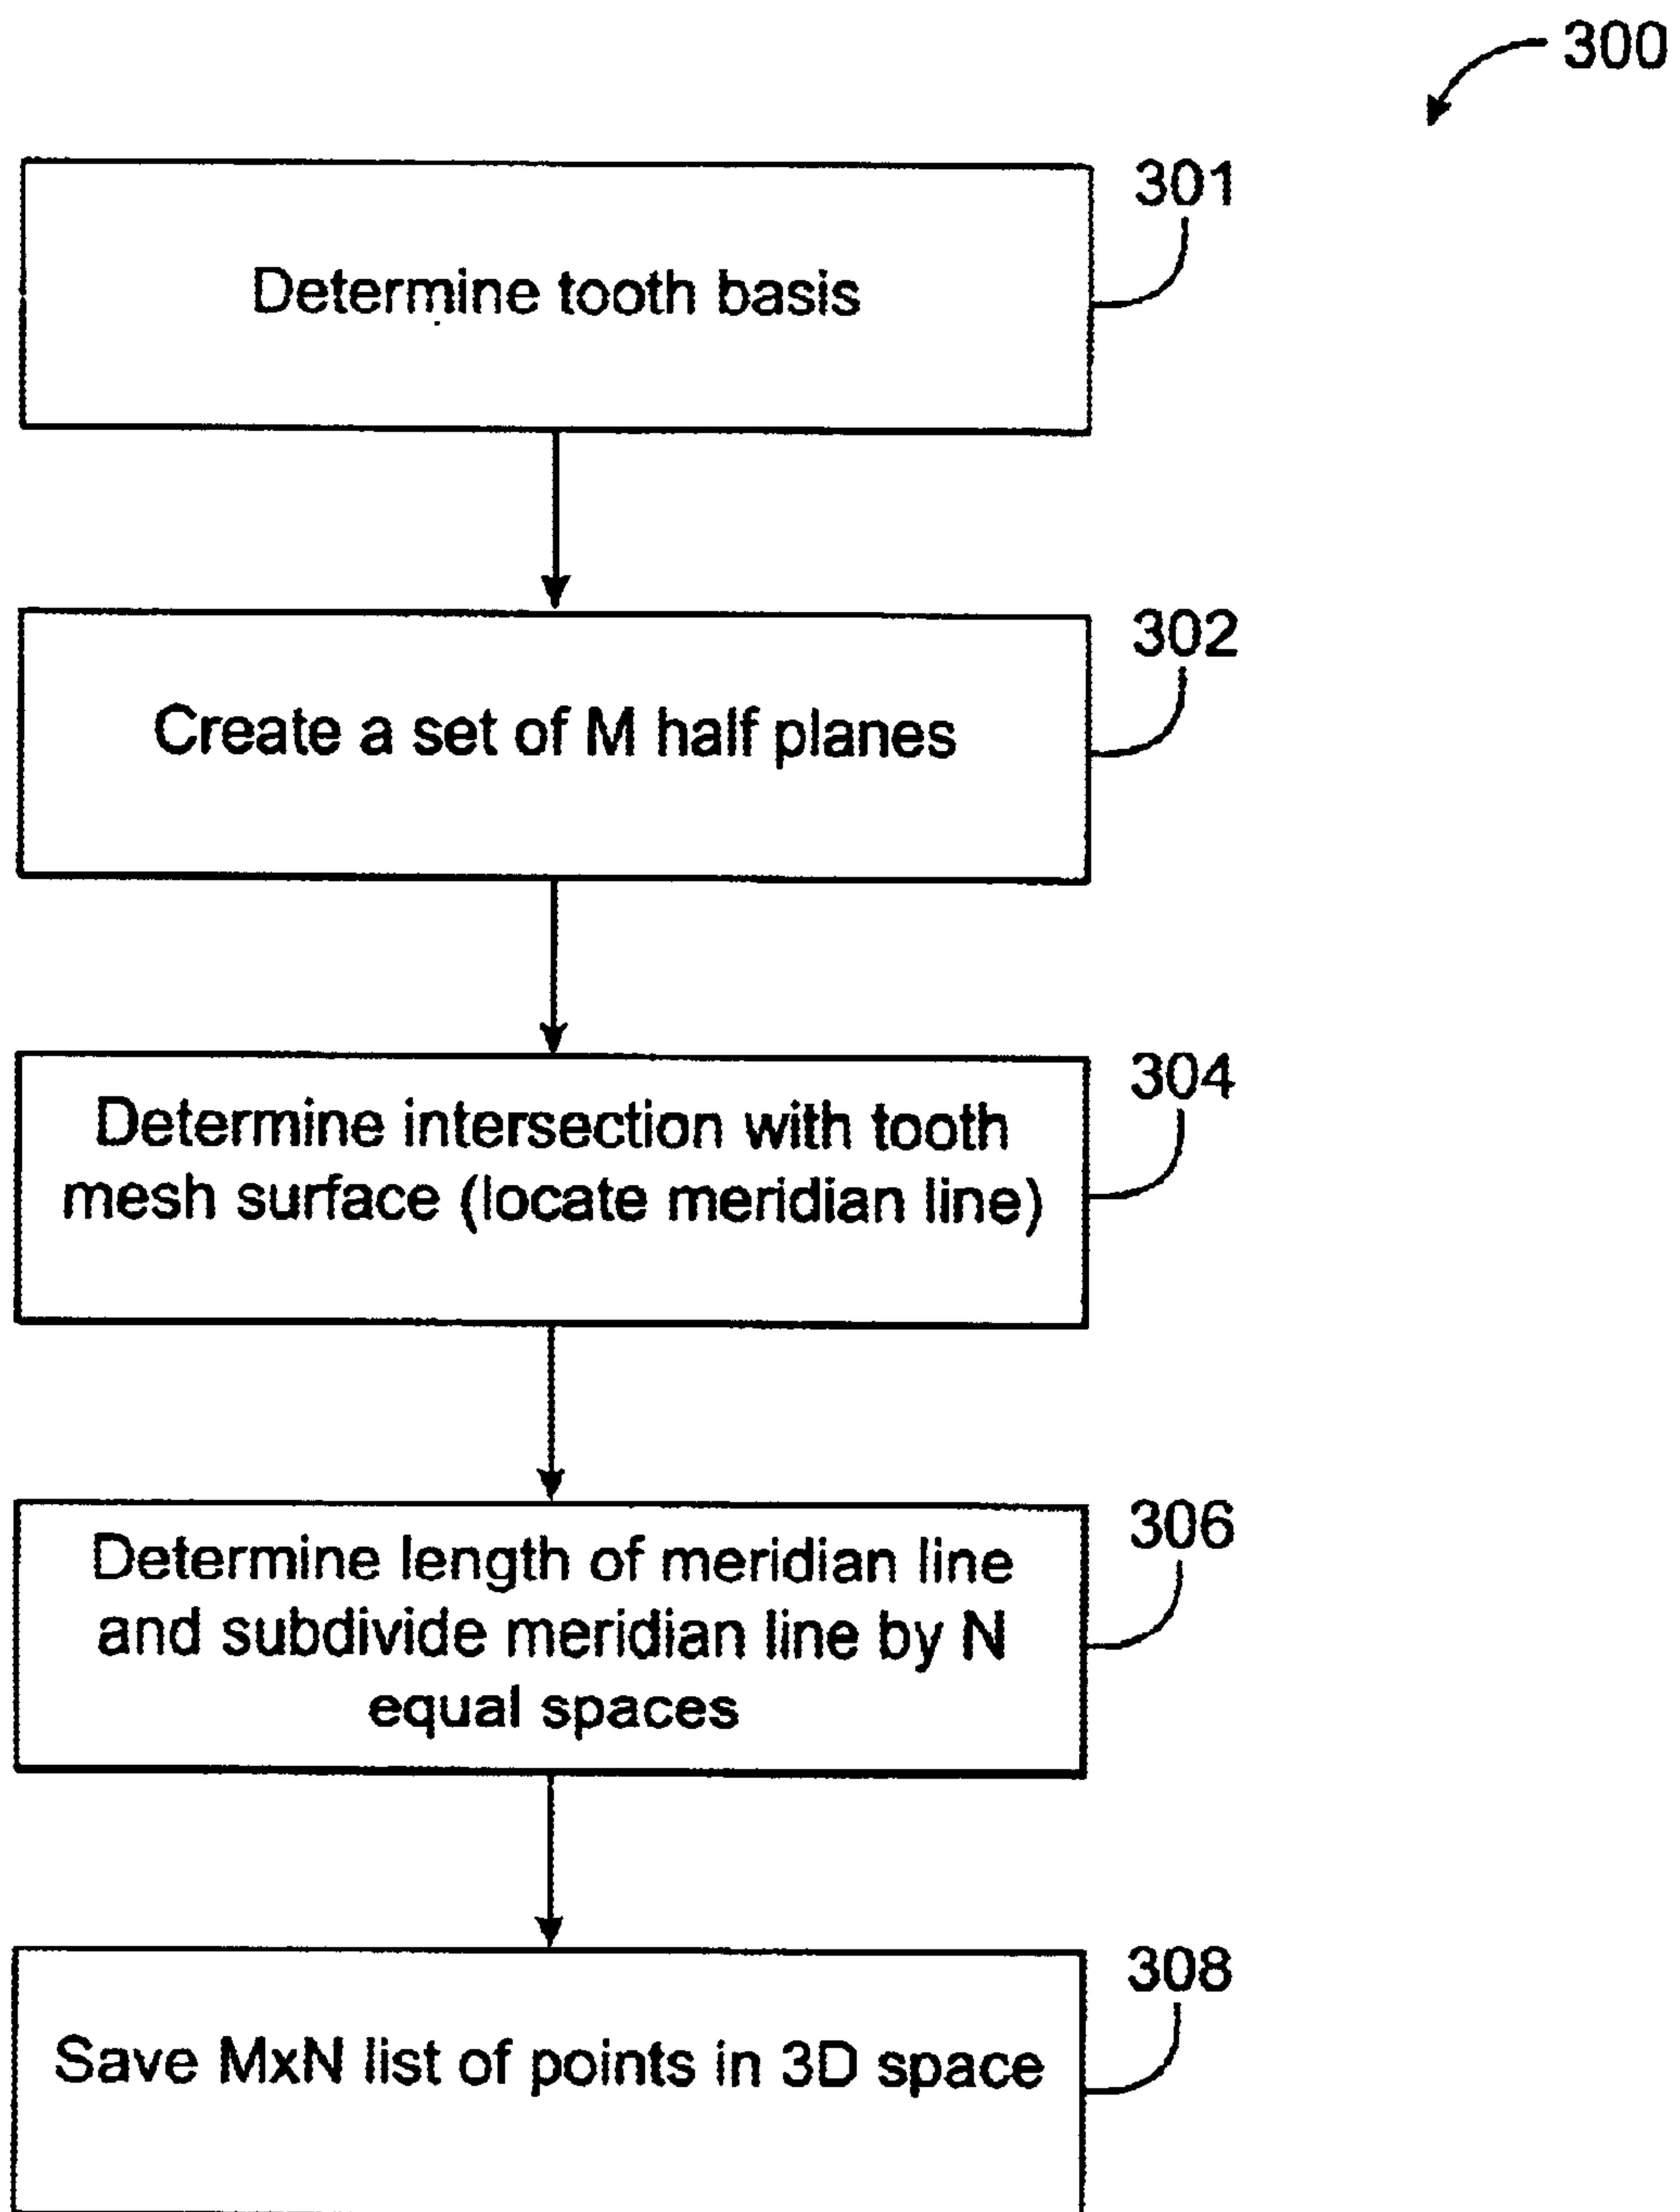 300
301
Determine tooth basis
302
Create a set of M half planes
304
Determine intersection with tooth
mesh surface (locate meridian line)
306
Determine length of meridian line
and subdivide meridian line by N
equal spaces
308
Save MxN list of points in 3D space